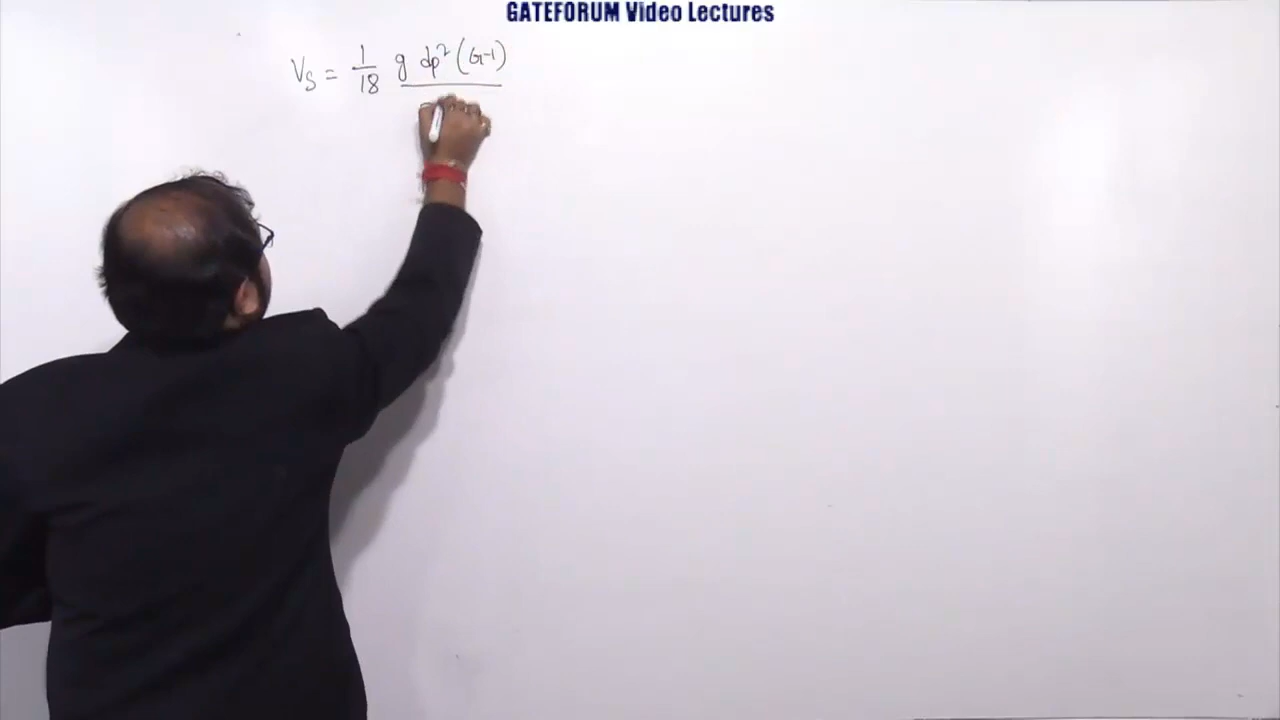 GATEFORUM Video Lectures
Vs = 1/18 g dp² (G-1)